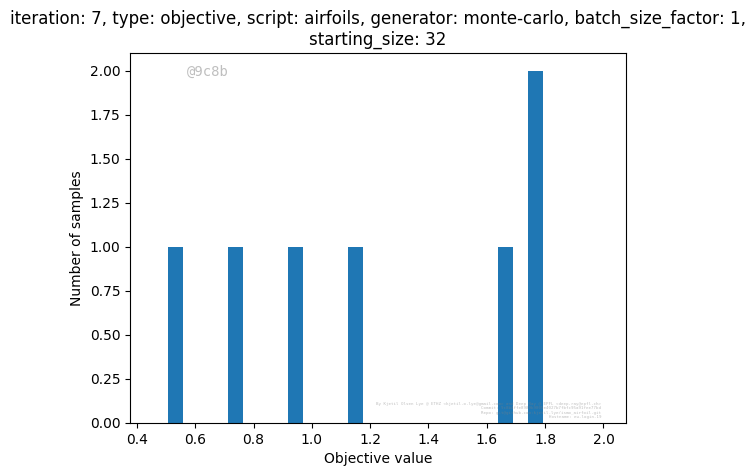 iteration: 7, type: objective, script: airfoils, generator: monte-carlo, batch_size_factor: 1,
starting_size: 32
@9c8b
2.00
1.75
1.50
1.25
1.00
0.75
0.50
0.25
0.00
Number of samples
0.4 0.6 0.8 1.0 1.2 1.4 1.6 1.8 2.0
Objective value